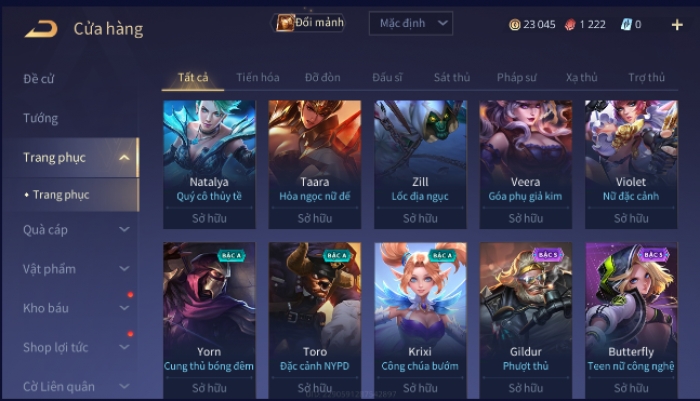 Cửa hàng
Đổi mảnh
Mặc định
23 045
1 222
0
Đề cử
Tướng
Trang phục
• Trang phục
Quà cáp
Vật phẩm
Kho báu
Shop lợi tức
Cờ Liên quân
Tất cả
Tiến hóa
Đỡ đòn
Đấu sĩ
Sát thủ
Pháp sư
Xạ thủ
Trợ thủ
Natalya
Quý cô thủy tề
Sở hữu
Taara
Hỏa ngọc nữ đế
Sở hữu
Zill
Lốc địa ngục
Sở hữu
Veera
Góa phụ giả kim
Sở hữu
Violet
Nữ đặc cảnh
Sở hữu
BẬC A
Yorn
Cung thủ bóng đêm
Sở hữu
BẬC A
Toro
Đặc cảnh NYPD
Sở hữu
BẬC A
Krixi
Công chúa bướm
Sở hữu
BẬC S
Gildur
Phượt thủ
Sở hữu
BẬC S
Butterfly
Teen nữ công nghệ
Sở hữu